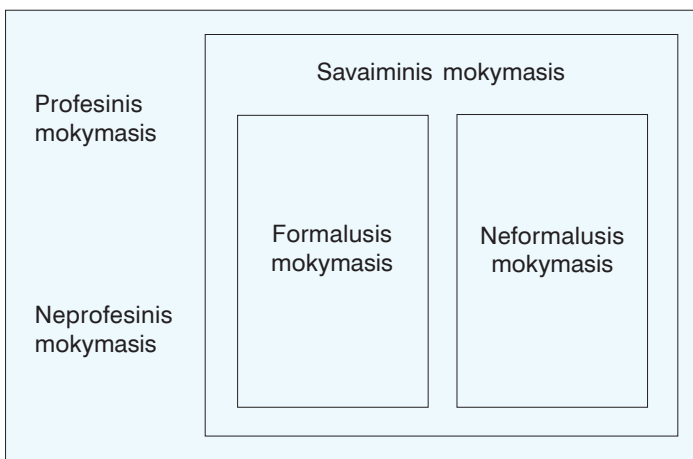 Savaiminis mokymasis
Profesinis
mokymasis
Formalusis
mokymasis
Neformalusis
mokymasis
Neprofesinis
mokymasis